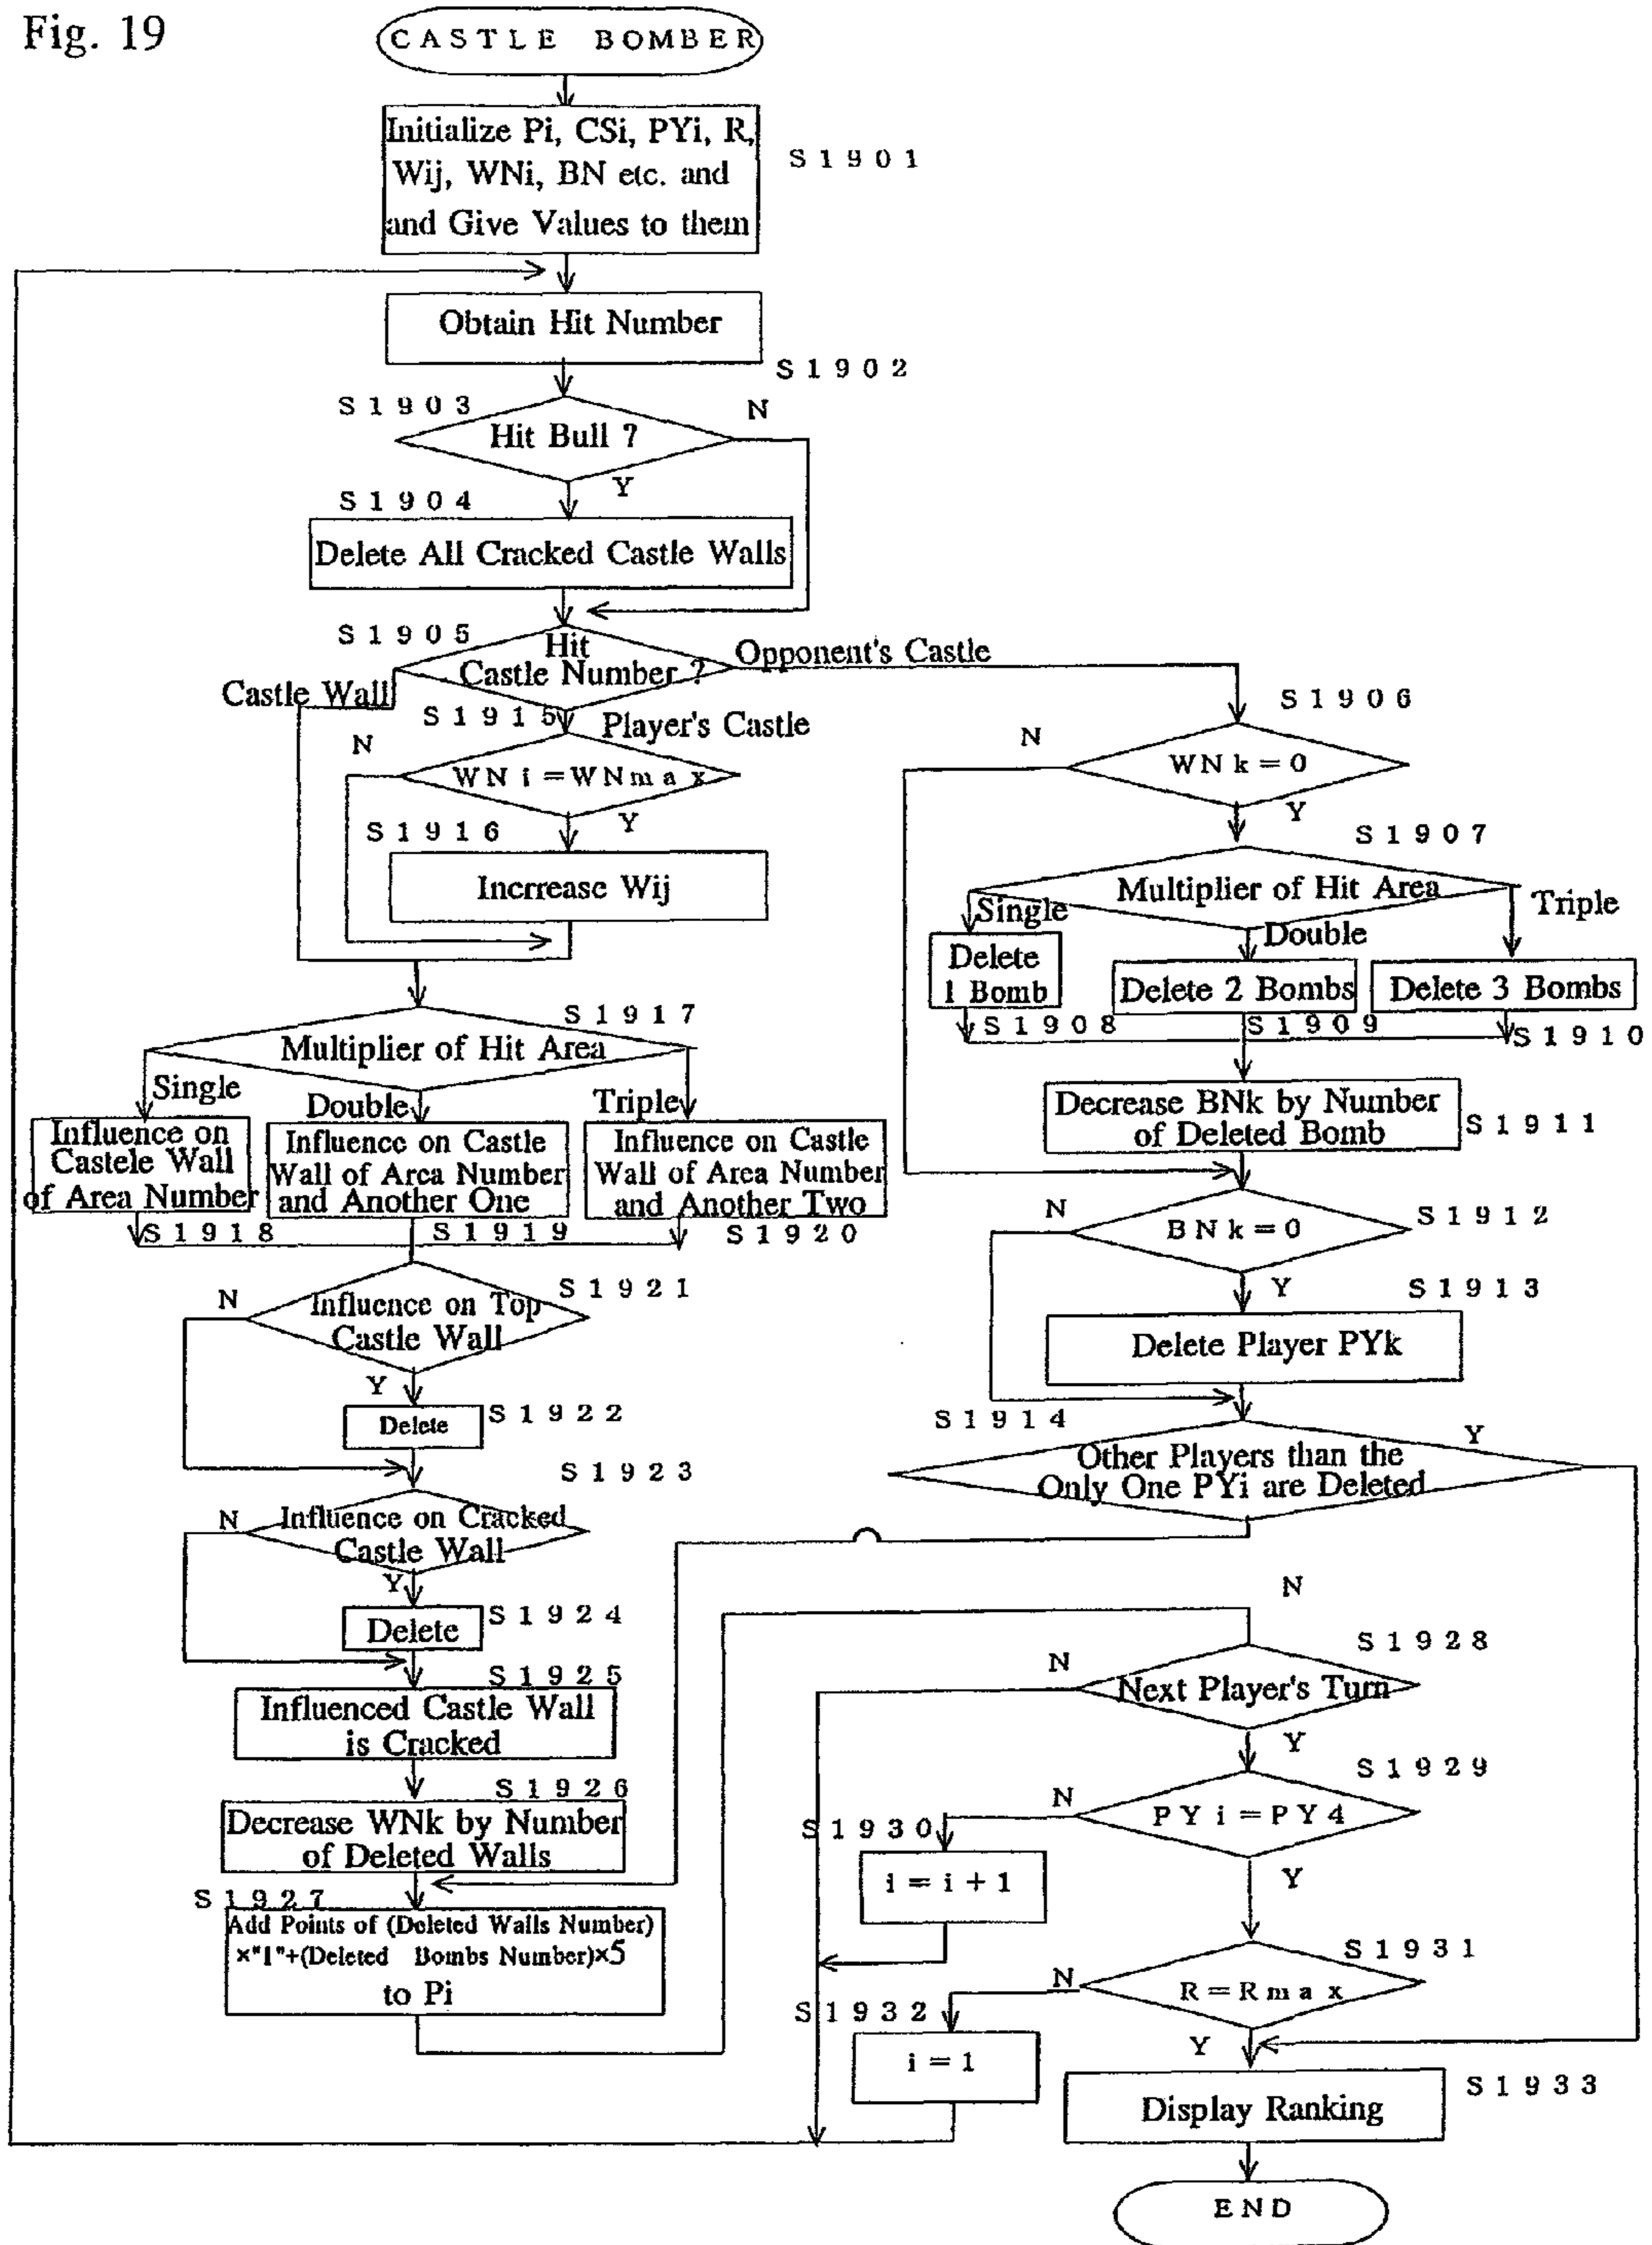 Fig. 19
CASTLE BOMBER
Initialize Pi, CSi, PYi, R,
Wij, WNi, BN etc. and
and Give Values to them
S1901
Obtain Hit Number
S1902
S1903
Hit Bull ?
N
Y
S1904
Delete All Cracked Castle Walls
S1905
Hit
Castle Number ?
Opponent's Castle
Castle Wall
Player's Castle
S1915
N
WNi=WNmax
Y
S1916
Incrrease Wij
S1906
N
WNk=0
Y
S1907
Multiplier of Hit Area
Single
Double
Triple
Delete
1 Bomb
Delete 2 Bombs
Delete 3 Bombs
S1908
S1909
S1910
Decrease BNk by Number
of Deleted Bomb
S1911
N
BNk=0
S1912
Y
S1913
Delete Player PYk
S1914
Other Players than the
Only One PYi are Deleted
Y
N
S1917
Multiplier of Hit Area
Single
Double
Triple
Influence on
Castele Wall
of Area Number
Influence on Castle
Wall of Area Number
and Another One
Influence on Castle
Wall of Area Number
and Another Two
S1918
S1919
S1920
S1921
N
Influence on Top
Castle Wall
Y
Delete
S1922
S1923
N
Influence on Cracked
Castle Wall
Y
Delete
S1924
S1925
Influenced Castle Wall
is Cracked
S1926
Decrease WNk by Number
of Deleted Walls
S1927
Add Points of (Deleted Walls Number)
×"1"+(Deleted Bombs Number)×5
to Pi
S1928
N
Next Player's Turn
Y
S1929
N
PYi=PY4
Y
S1930
i=i+1
S1931
N
R=Rmax
Y
S1932
i=1
S1933
Display Ranking
END